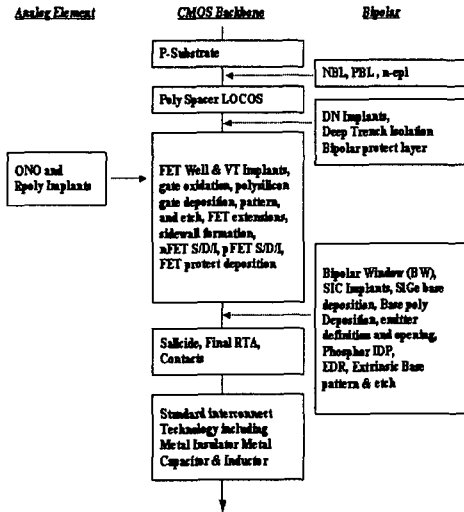 Analog Element
CMOS Backbone
Bipolar
P-Substrate
NBL, PBL, n-epi
Poly Spacer LOCOS
DN Implants,
Deep Trench Isolation
Bipolar protect layer
ONO and
Rpoly Implants
FET Well & VT Implants,
gate oxidation, polysilicon
gate deposition, pattern,
and etch, FET extensions,
sidewall formation,
nFET S/D/I, pFET S/D/I,
FET protect deposition
Bipolar Window (BW),
SIC Implants, SiGe base
deposition, Base poly
Deposition, emitter
definition and opening,
Phosphor IDP,
EDR, Extrinsic Base
pattern & etch
Salicide, Final RTA,
Contacts
Standard Interconnect
Technology including
Metal Insulator Metal
Capacitor & Inductor